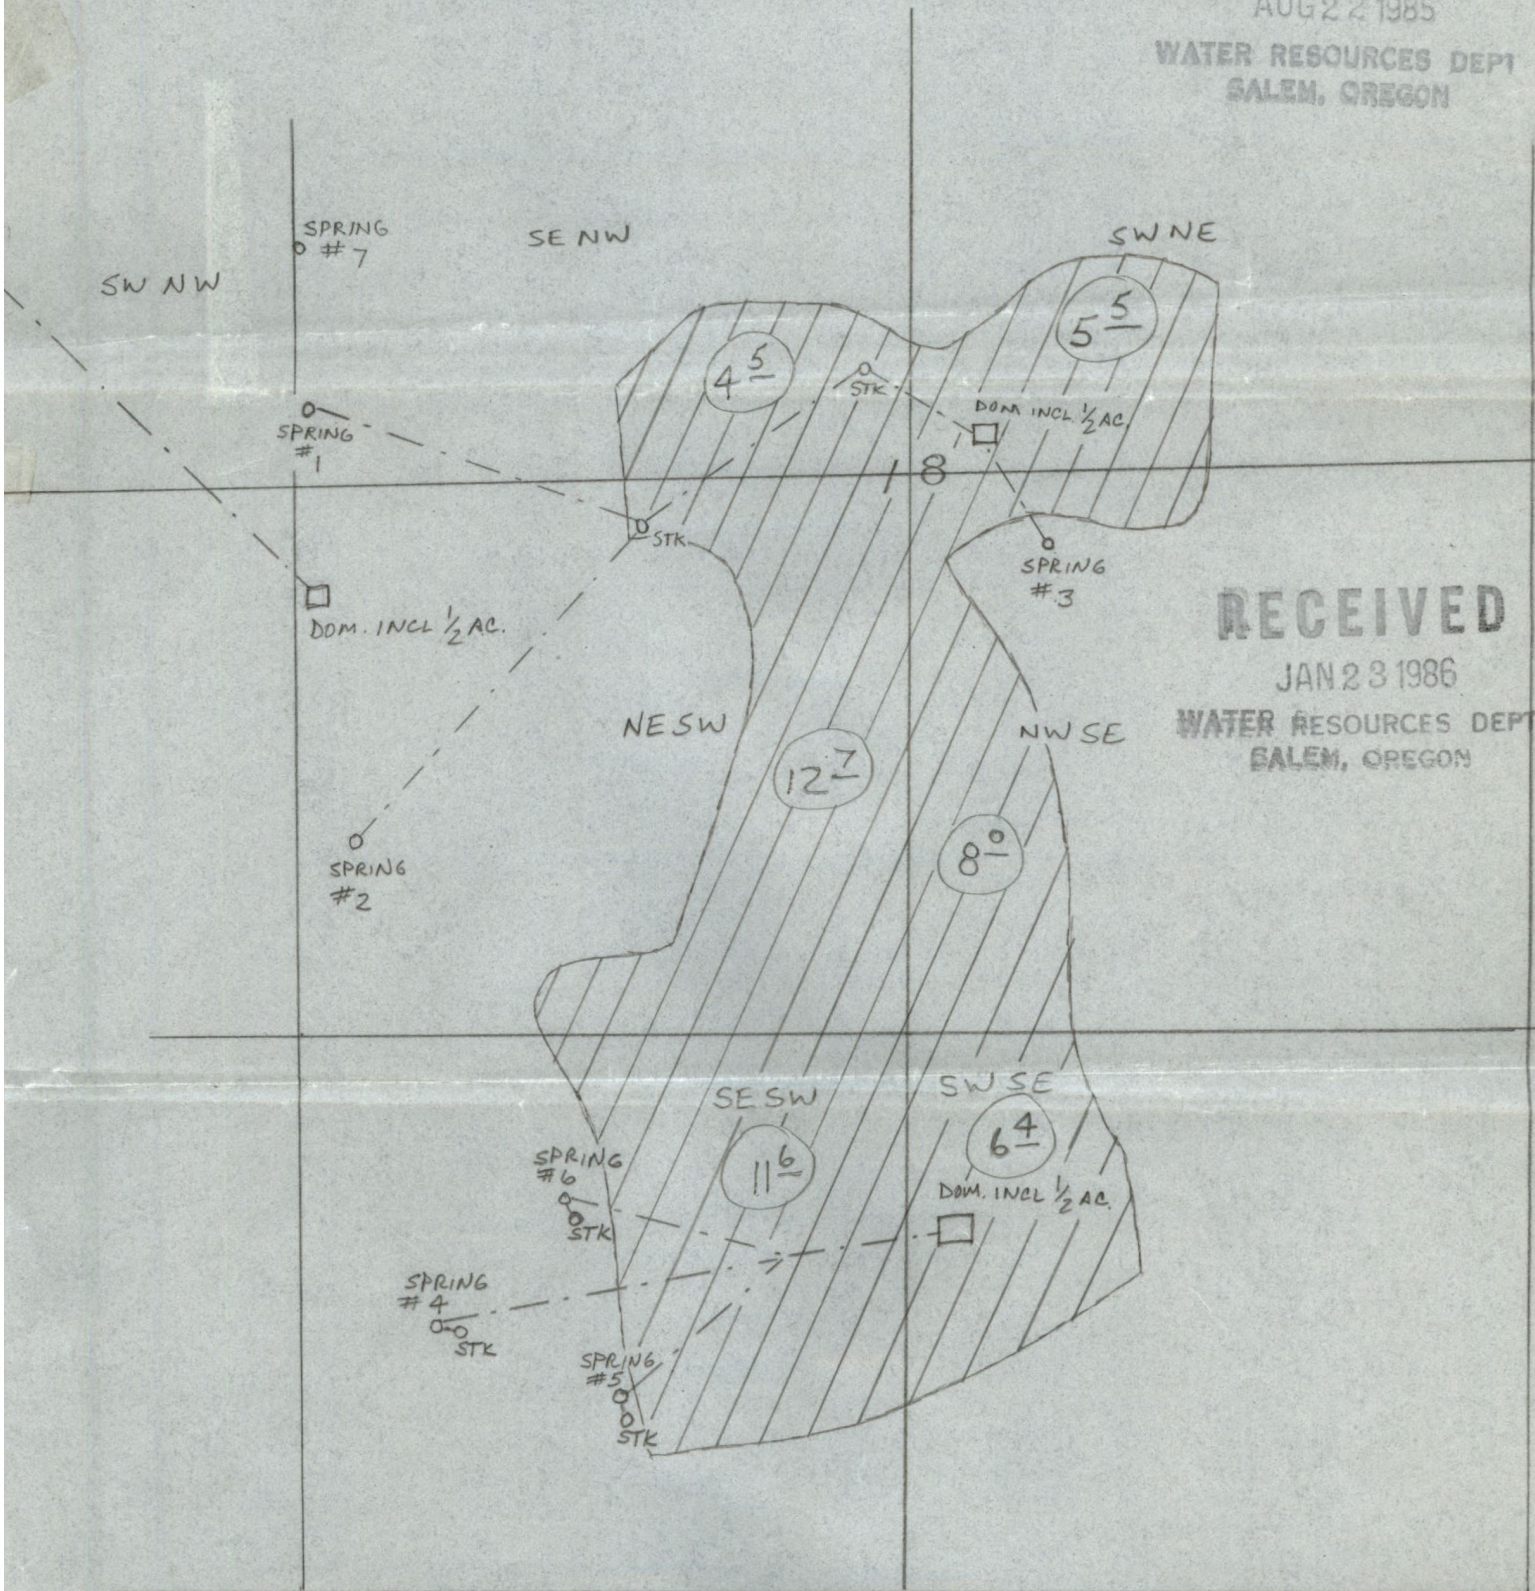 AUG 22 1985
WATER RESOURCES DEPT
SALEM, OREGON
SPRING
# 7
SE NW
SW NE
SW NW
5 5
4 5
STK
DOM INCL 1/2 AC.
SPRING
#1
18
STK
SPRING
#3
DOM. INCL 1/2 AC.
RECEIVED
JAN 23 1986
WATER RESOURCES DEPT
SALEM, OREGON
NE SW
NW SE
12 7
8 0
SPRING
#2
SE SW
SW SE
6 4
11 6
SPRING
#6
STK
DOM. INCL 1/2 AC.
SPRING
# 4
STK
SPRING
#5
STK